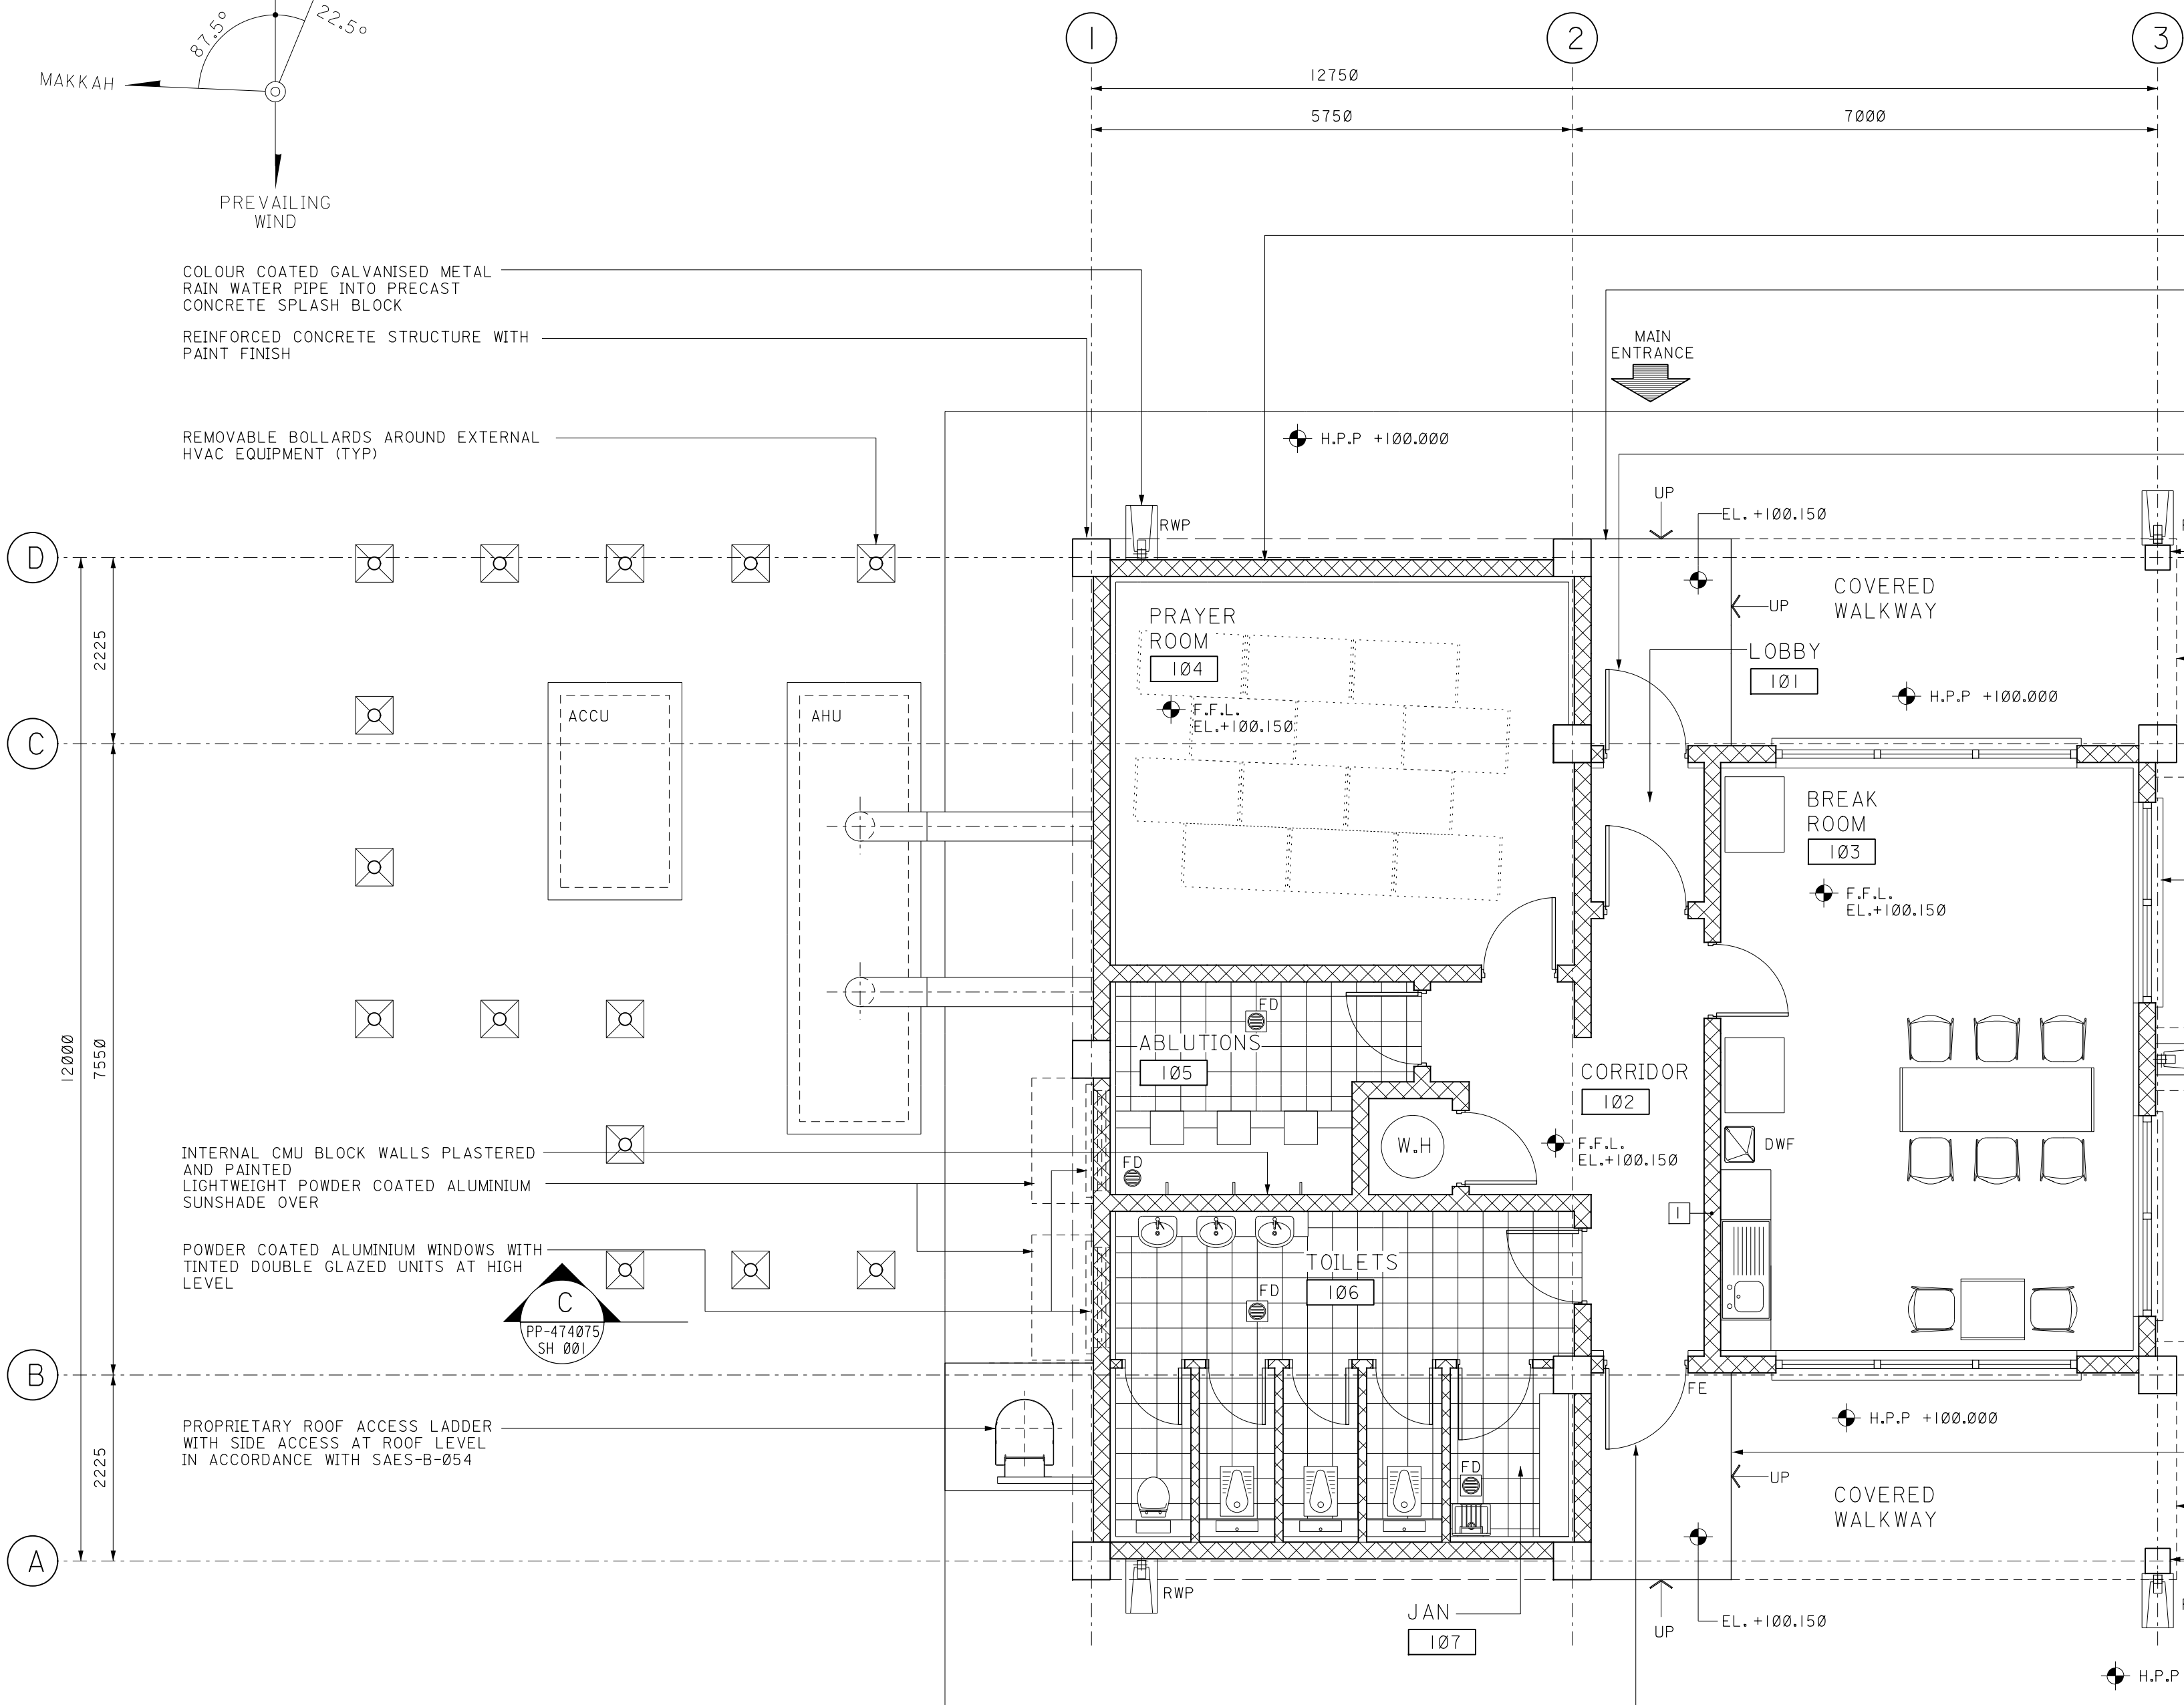 87.5°
22.5°
MAKKAH
PREVAILING
WIND
1
2
3
12750
5750
7000
COLOUR COATED GALVANISED METAL
RAIN WATER PIPE INTO PRECAST
CONCRETE SPLASH BLOCK
REINFORCED CONCRETE STRUCTURE WITH
PAINT FINISH
MAIN
ENTRANCE
REMOVABLE BOLLARDS AROUND EXTERNAL
HVAC EQUIPMENT (TYP)
H.P.P +100.000
UP
EL. +100.150
RWP
D
COVERED
WALKWAY
UP
PRAYER
ROOM
104
2225
LOBBY
101
H.P.P +100.000
ACCU
AHU
F.F.L.
EL.+100.150
C
BREAK
ROOM
103
F.F.L.
EL.+100.150
FD
ABLUTIONS
105
12000
7550
CORRIDOR
102
W.H
F.F.L.
EL.+100.150
DWF
INTERNAL CMU BLOCK WALLS PLASTERED
AND PAINTED
LIGHTWEIGHT POWDER COATED ALUMINIUM
SUNSHADE OVER
FD
1
POWDER COATED ALUMINIUM WINDOWS WITH
TINTED DOUBLE GLAZED UNITS AT HIGH
LEVEL
C
PP-474075
SH 001
TOILETS
106
FD
B
FE
H.P.P +100.000
PROPRIETARY ROOF ACCESS LADDER
WITH SIDE ACCESS AT ROOF LEVEL
IN ACCORDANCE WITH SAES-B-054
2225
FD
UP
COVERED
WALKWAY
A
RWP
JAN
107
UP
EL. +100.150
H.P.P